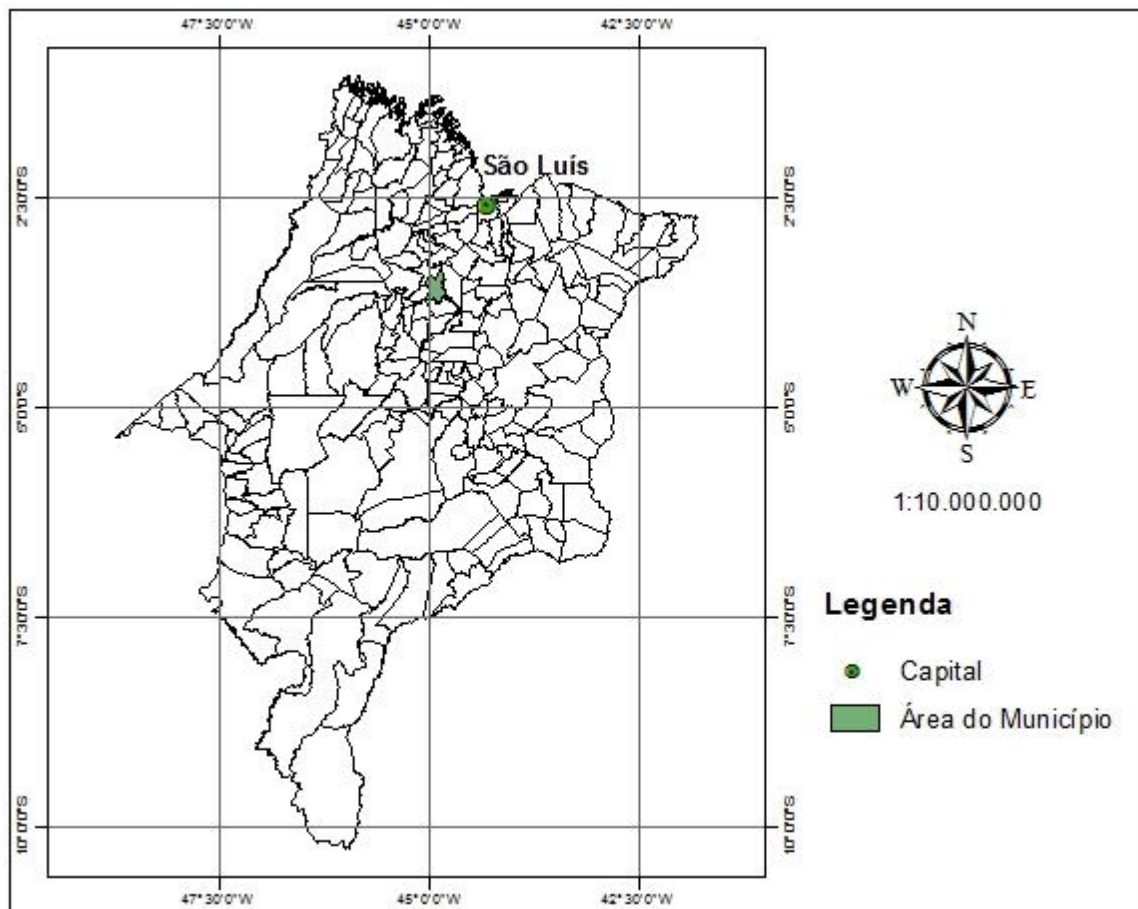 47°30'0"W 45°0'0"W 42°30'0"W
São Luís
2°30'0"S 2°30'0"S
N
W E
S
5°0'0"S 5°0'0"S
1:10.000.000
Legenda
7°30'0"S 7°30'0"S
Capital
Área do Município
10°0'0"S 10°0'0"S
47°30'0"W 45°0'0"W 42°30'0"W